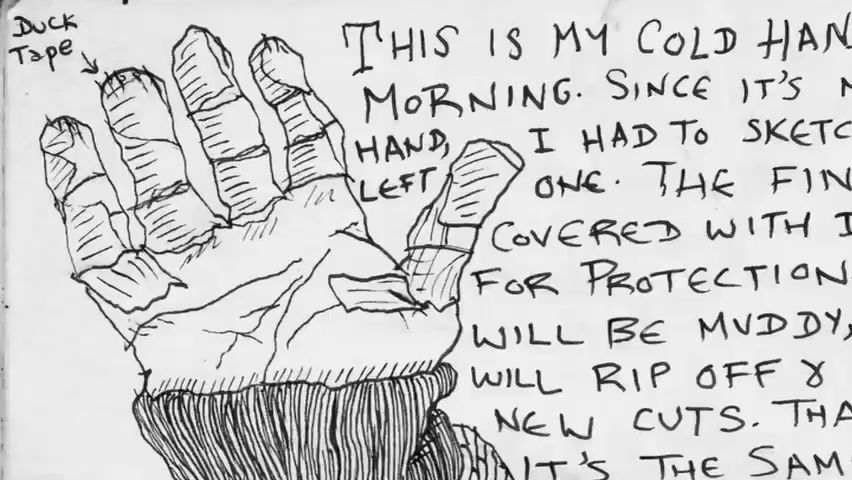 DUCK
Tape
THIS IS MY COLD HAN
MORNING. SINCE IT'S M
HAND, I HAD TO SKETC
LEFT ONE. THE FIN
COVERED WITH D
FOR PROTECTION
WILL BE MUDDY,
WILL RIP OFF &
NEW CUTS. THA
IT'S THE SAM